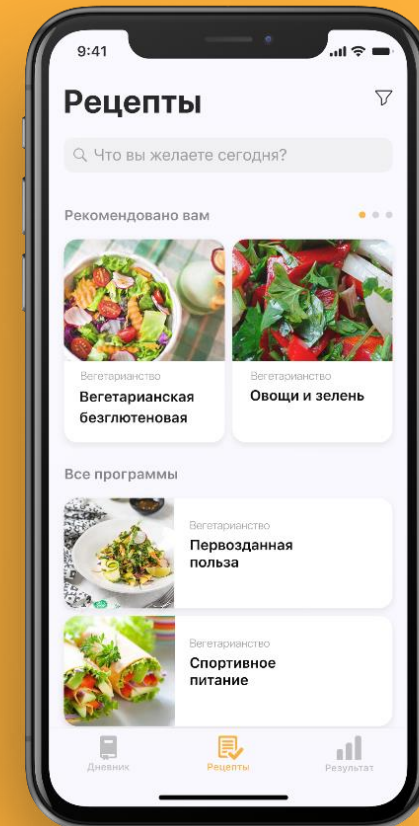 9:41
Рецепты
Что вы желаете сегодня?
Рекомендовано вам
Вегетарианство
Вегетарианская
безглютеновая
Вегетарианство
Овощи и зелень
Все программы
Вегетарианство
Первозданная
польза
Вегетарианство
Спортивное
питание
Дневник
Рецепты
Результат